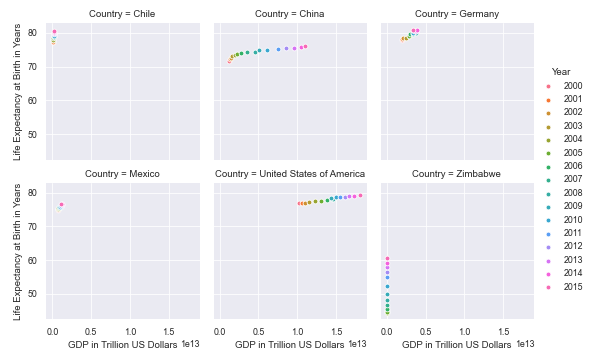 Country = Chile
Country = China
Country = Germany
Life Expectancy at Birth in Years
80
70
60
50
Country = Mexico
Country = United States of America
Country = Zimbabwe
Life Expectancy at Birth in Years
80
70
60
50
0.0 0.5 1.0 1.5
1e13
GDP in Trillion US Dollars
0.0 0.5 1.0 1.5
1e13
GDP in Trillion US Dollars
0.0 0.5 1.0 1.5
1e13
GDP in Trillion US Dollars
Year
2000
2001
2002
2003
2004
2005
2006
2007
2008
2009
2010
2011
2012
2013
2014
2015